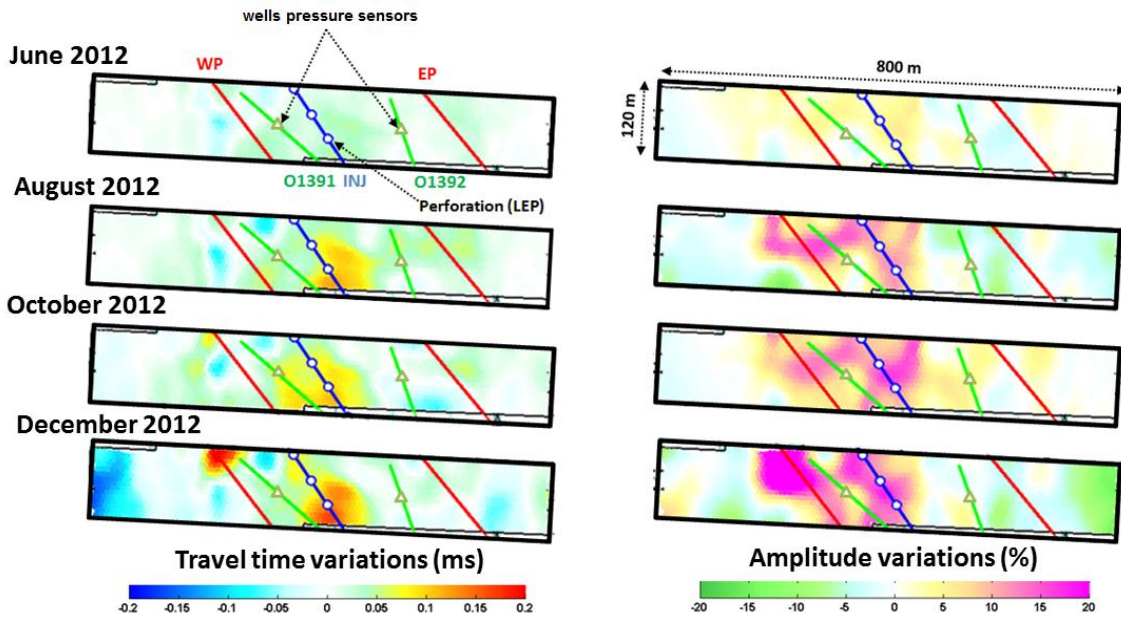 wells pressure sensors
June 2012
WP
EP
800 m
120 m
O1391 INJ
O1392
Perforation (LEP)
August 2012
October 2012
December 2012
Travel time variations (ms)
Amplitude variations (%)
-0.2 -0.15 -0.1 -0.05 0 0.05 0.1 0.15 0.2
-20 -15 -10 -5 0 5 10 15 20